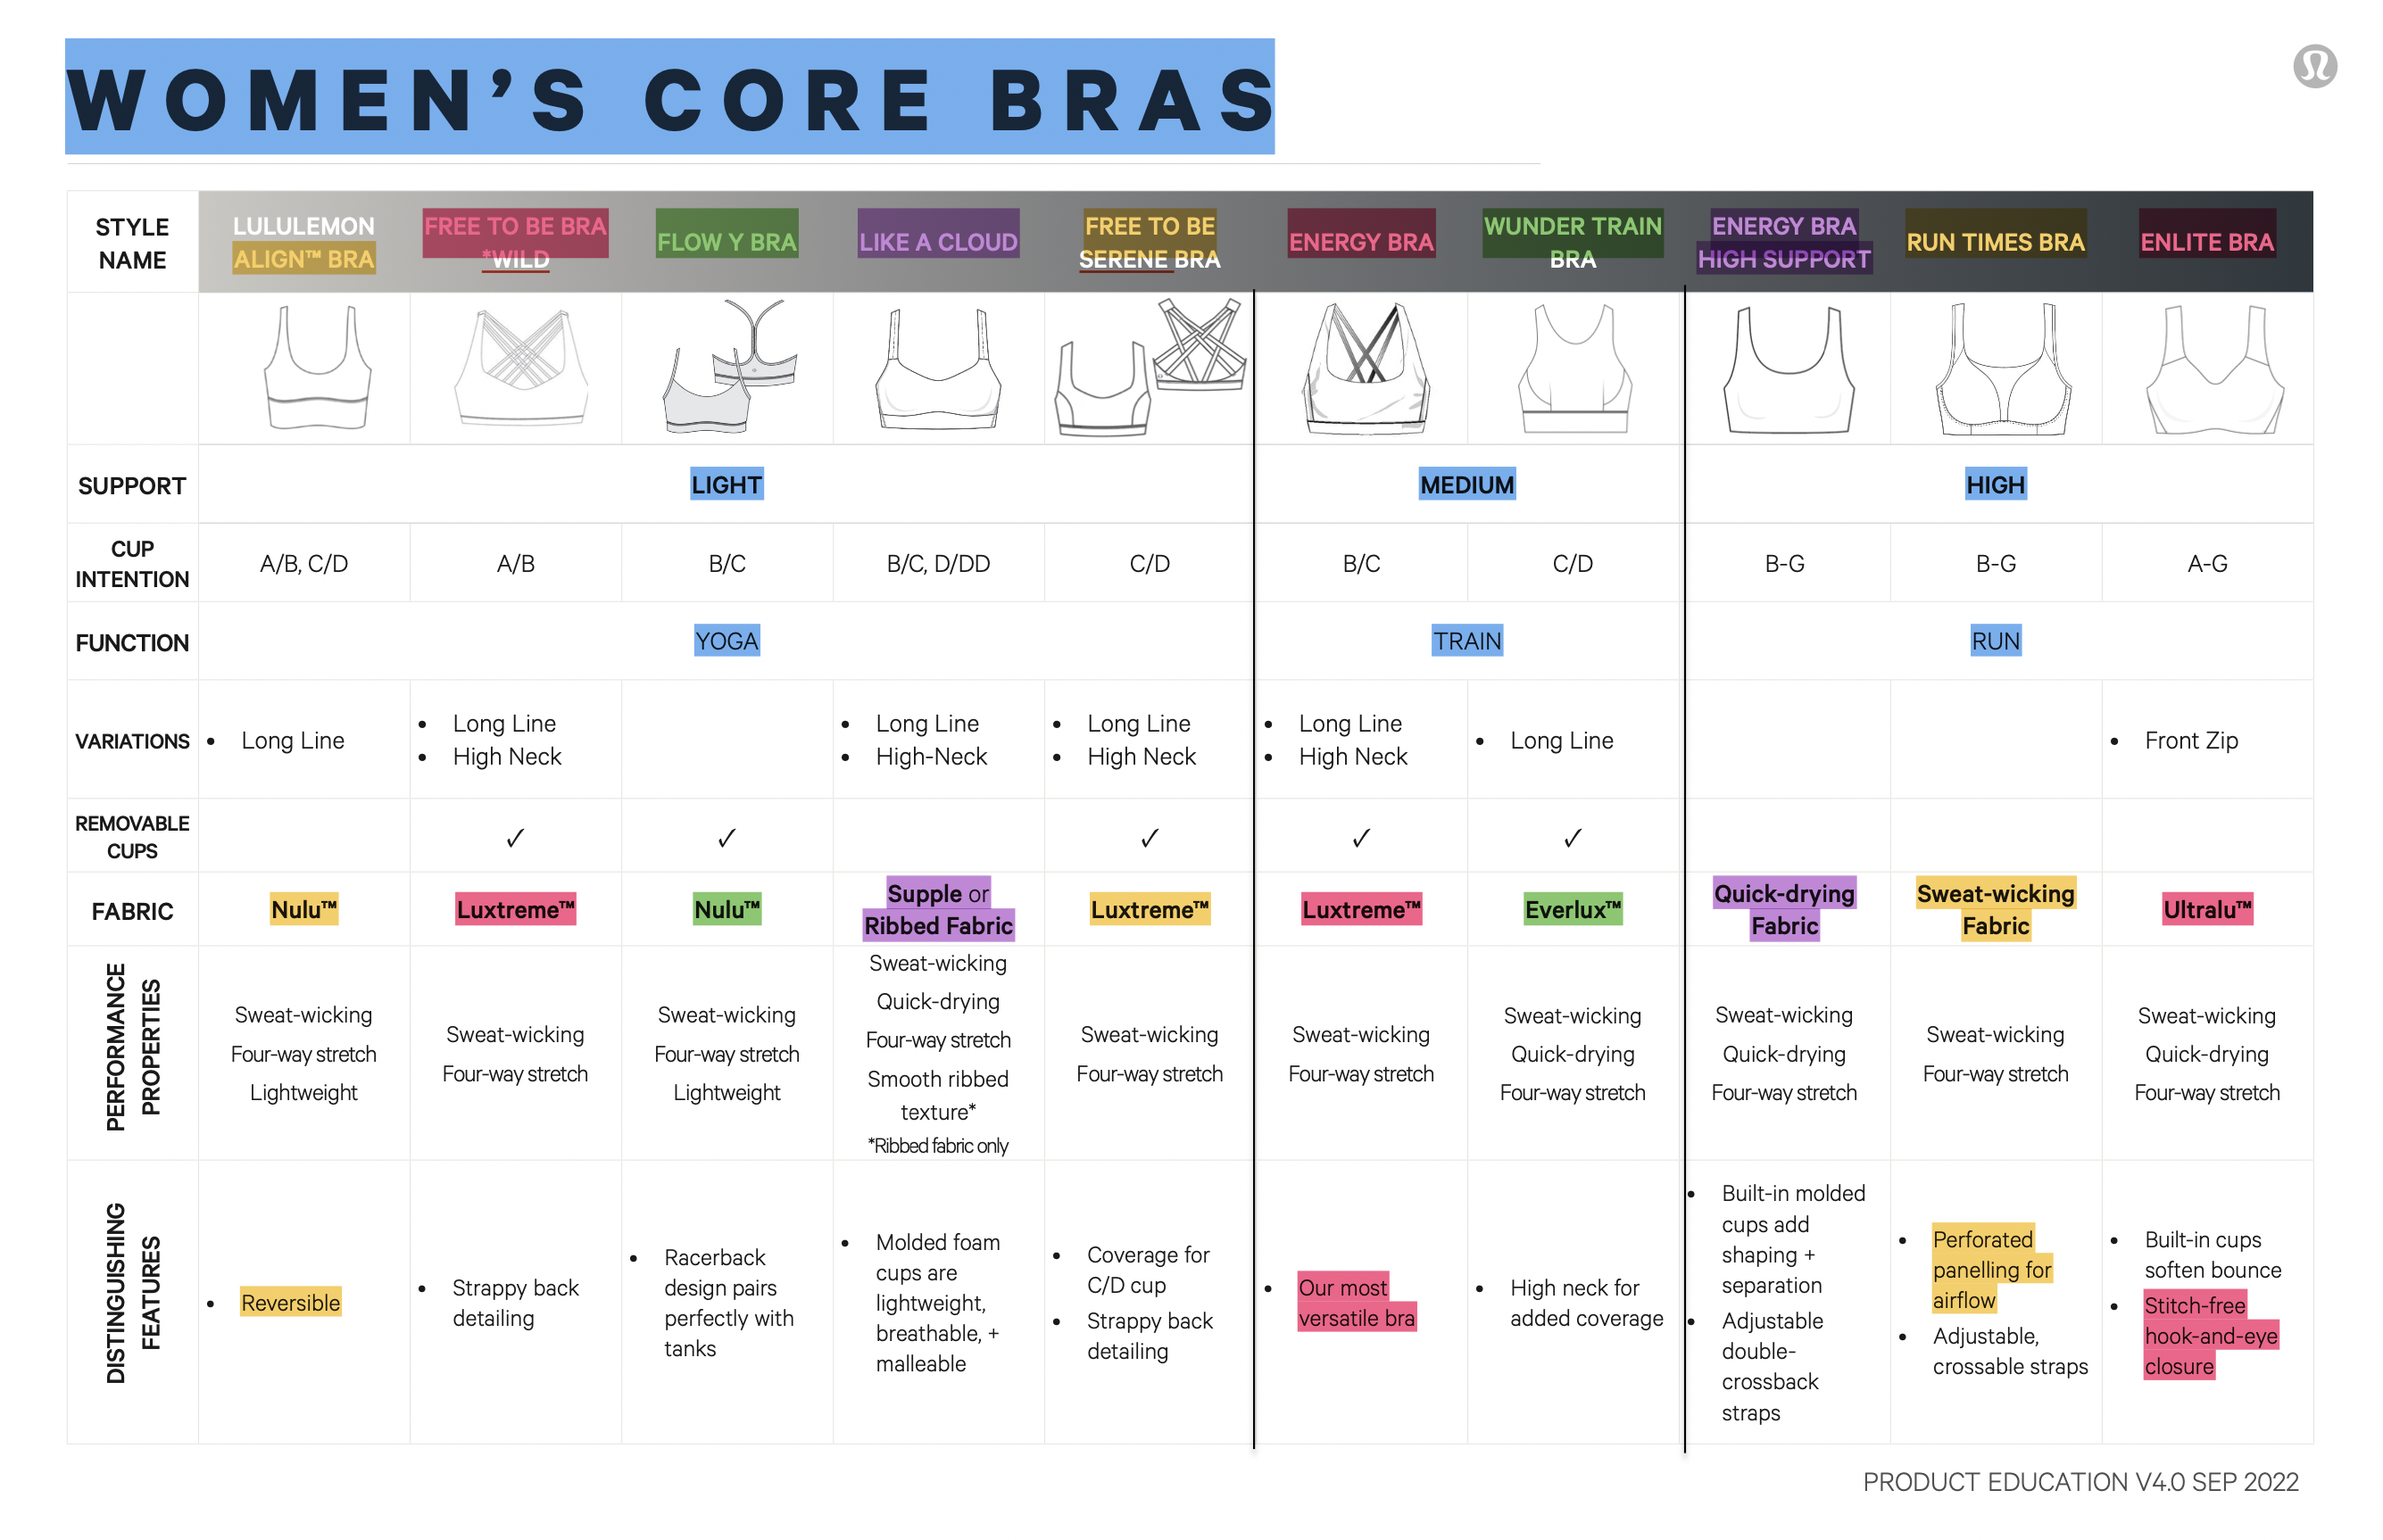 WOMEN’S CORE BRAS
STYLE
NAME
LULULEMON
ALIGN™ BRA
FREE TO BE BRA
*WILD
FLOW Y BRA
LIKE A CLOUD
FREE TO BE
SERENE BRA
ENERGY BRA
WUNDER TRAIN
BRA
ENERGY BRA
HIGH SUPPORT
RUN TIMES BRA
ENLITE BRA
SUPPORT
LIGHT
MEDIUM
HIGH
CUP
INTENTION
A/B, C/D
A/B
B/C
B/C, D/DD
C/D
B/C
C/D
B-G
B-G
A-G
FUNCTION
YOGA
TRAIN
RUN
VARIATIONS
• Long Line
• Long Line
• High Neck
• Long Line
• High-Neck
• Long Line
• High Neck
• Long Line
• High Neck
• Long Line
• Front Zip
REMOVABLE
CUPS
✓
✓
✓
✓
✓
FABRIC
Nulu™
Luxtreme™
Nulu™
Supple or
Ribbed Fabric
Luxtreme™
Luxtreme™
Everlux™
Quick-drying
Fabric
Sweat-wicking
Fabric
Ultralu™
PERFORMANCE
PROPERTIES
Sweat-wicking
Four-way stretch
Lightweight
Sweat-wicking
Four-way stretch
Sweat-wicking
Four-way stretch
Lightweight
Sweat-wicking
Quick-drying
Four-way stretch
Smooth ribbed
texture*
*Ribbed fabric only
Sweat-wicking
Four-way stretch
Sweat-wicking
Four-way stretch
Sweat-wicking
Quick-drying
Four-way stretch
Sweat-wicking
Quick-drying
Four-way stretch
Sweat-wicking
Four-way stretch
Sweat-wicking
Quick-drying
Four-way stretch
DISTINGUISHING
FEATURES
• Reversible
• Strappy back
detailing
• Racerback
design pairs
perfectly with
tanks
• Molded foam
cups are
lightweight,
breathable, +
malleable
• Coverage for
C/D cup
• Strappy back
detailing
• Our most
versatile bra
• High neck for
added coverage
• Built-in molded
cups add
shaping +
separation
• Adjustable
double-
crossback
straps
• Perforated
panelling for
airflow
• Adjustable,
crossable straps
• Built-in cups
soften bounce
• Stitch-free
hook-and-eye
closure
PRODUCT EDUCATION V4.0 SEP 2022